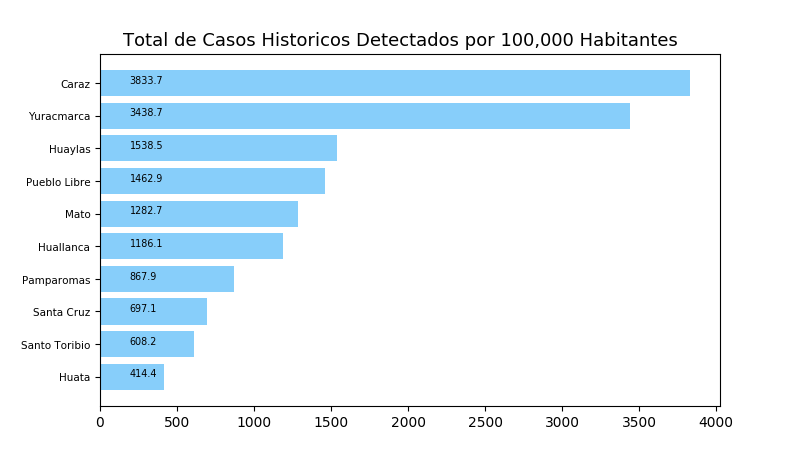 Total de Casos Historicos Detectados por 100,000 Habitantes
Caraz 3833.7
Yuracmarca 3438.7
Huaylas 1538.5
Pueblo Libre 1462.9
Mato 1282.7
Huallanca 1186.1
Pamparomas 867.9
Santa Cruz 697.1
Santo Toribio 608.2
Huata 414.4
0 500 1000 1500 2000 2500 3000 3500 4000